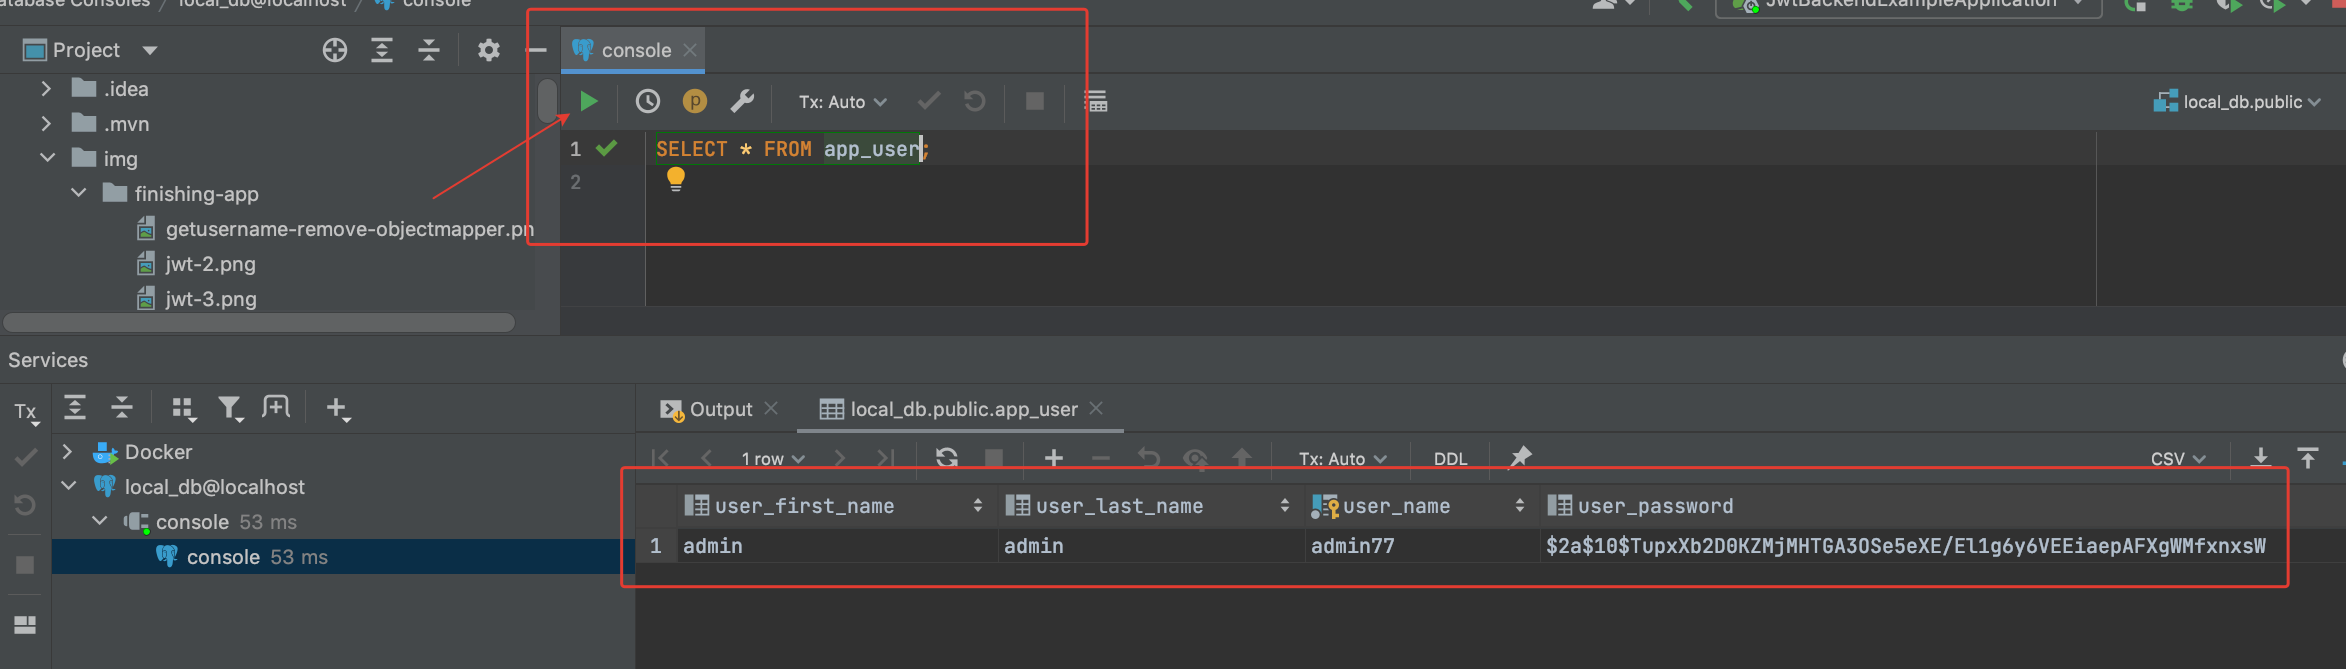 atabase Consoles / local_db@localhost / console
JwtBackendExampleApplication
Project
console
.idea
.mvn
img
finishing-app
getusername-remove-objectmapper.pn
jwt-2.png
jwt-3.png
p
Tx: Auto
local_db.public
1 SELECT * FROM app_user;
2
Services
Tx
Docker
local_db@localhost
console 53 ms
console 53 ms
Output
local_db.public.app_user
1 row
Tx: Auto
DDL
CSV
user_first_name user_last_name user_name user_password
1 admin admin admin77 $2a$10$TupxXb2D0KZMjMHTGA3OSe5eXE/El1g6y6VEEiaepAFXgWMfxnxsW